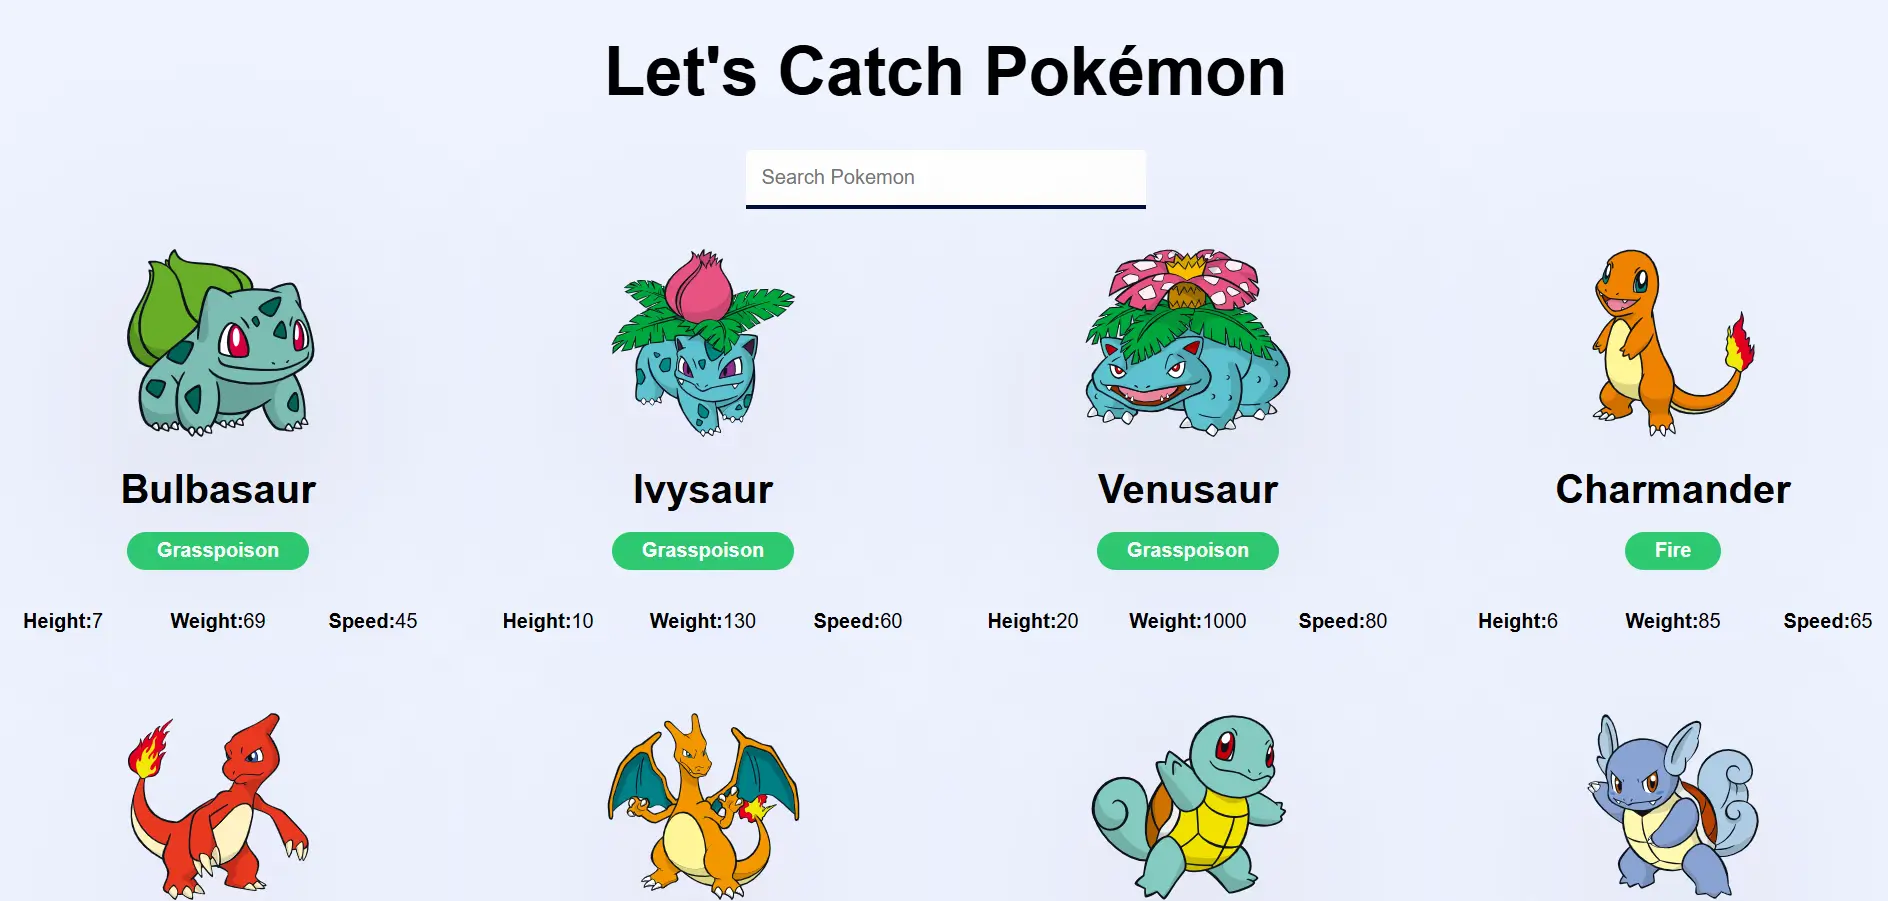 Let's Catch Pokémon
Search Pokemon
Bulbasaur
Ivysaur
Venusaur
Charmander
Grasspoison
Grasspoison
Grasspoison
Fire
Height:7 Weight:69 Speed:45
Height:10 Weight:130 Speed:60
Height:20 Weight:1000 Speed:80
Height:6 Weight:85 Speed:65